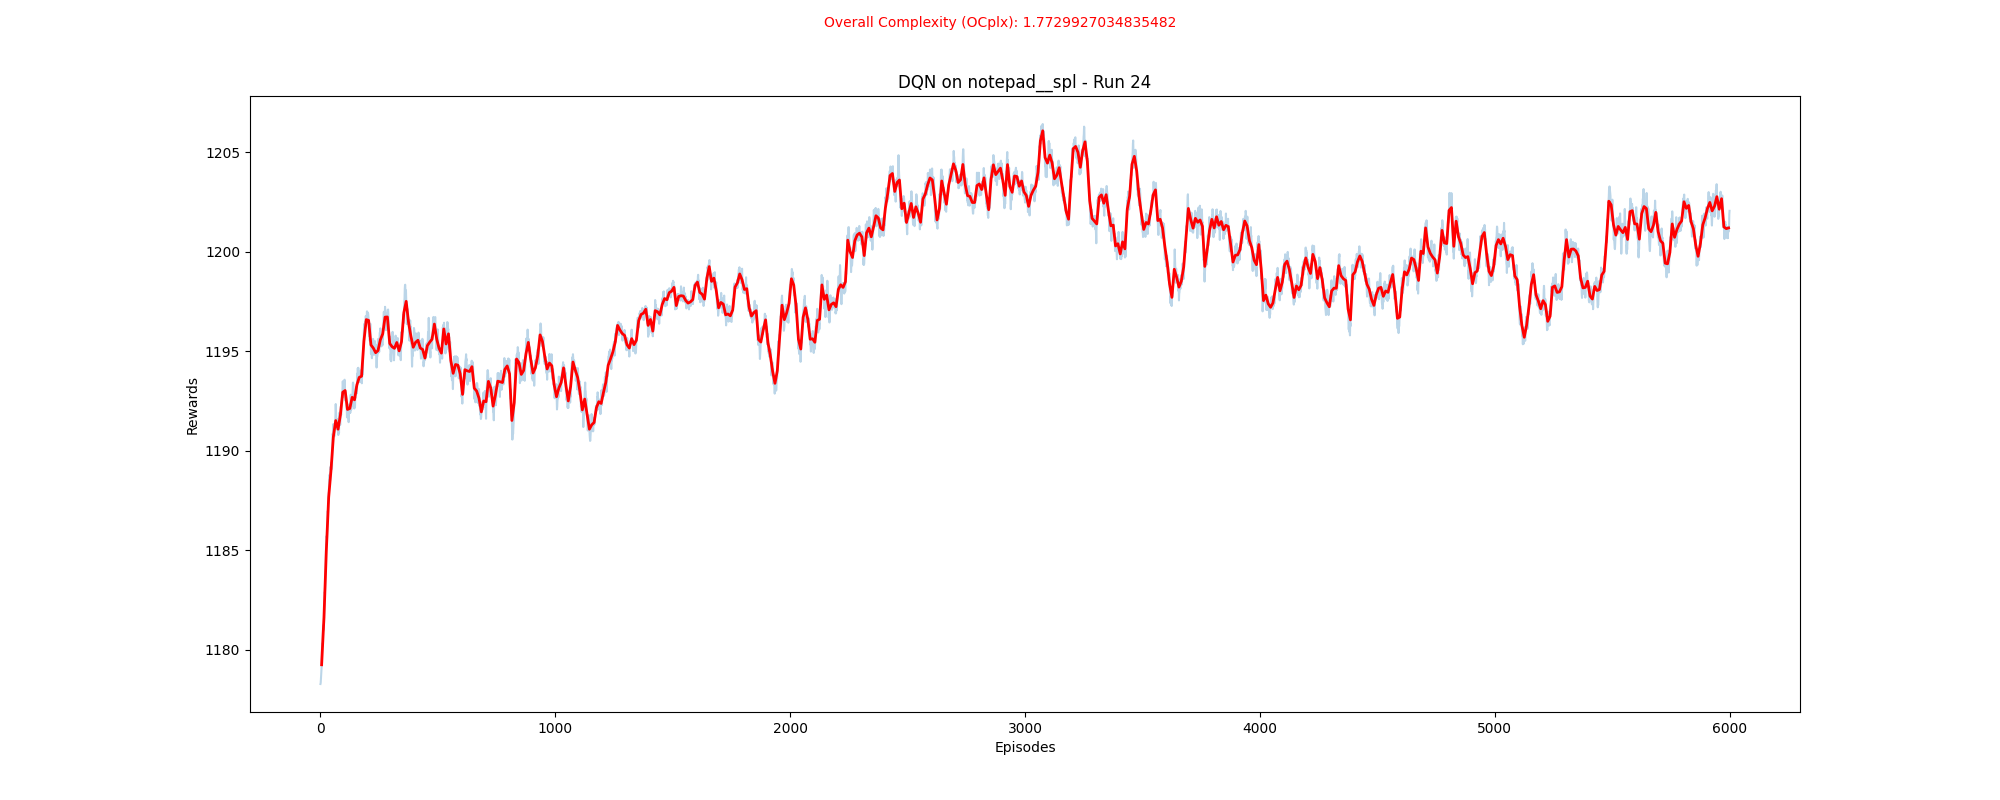 Overall Complexity (OCplx): 1.7729927034835482
DQN on notepad__spl - Run 24
1205
1200
1195
1190
1185
1180
Rewards
0 1000 2000 3000 4000 5000 6000
Episodes